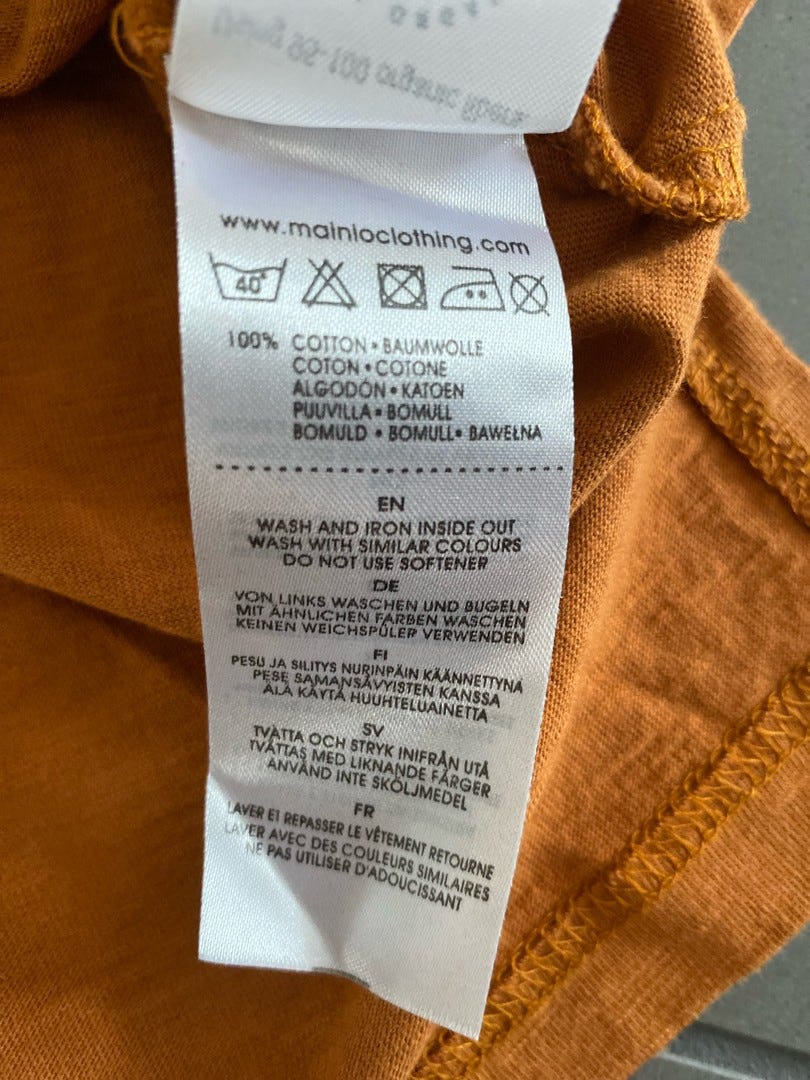 www.mainioclothing.com
40°
100% COTTON • BAUMWOLLE
COTON • COTONE
ALGODÓN • KATOEN
PUUVILLA • BOMULL
BOMULD • BOMULL • BAWEŁNA
EN
WASH AND IRON INSIDE OUT
WASH WITH SIMILAR COLOURS
DO NOT USE SOFTENER
DE
VON LINKS WASCHEN UND BUGELN
MIT ÄHNLICHEN FARBEN WASCHEN
KEINEN WEICHSPÜLER VERWENDEN
FI
PESU JA SILITYS NURINPÄIN KÄÄNNETTYNÄ
PESE SAMANSÄVYISTEN KANSSA
ÄLÄ KÄYTÄ HUUHTELUAINETTA
SV
TVÄTTA OCH STRYK INIFRÅN UTÅ
TVÄTTAS MED LIKNANDE FÄRGER
ANVÄND INTE SKÖLJMEDEL
FR
LAVER ET REPASSER LE VÊTEMENT RETOURNE
LAVER AVEC DES COULEURS SIMILAIRES
NE PAS UTILISER D'ADOUCISSANT